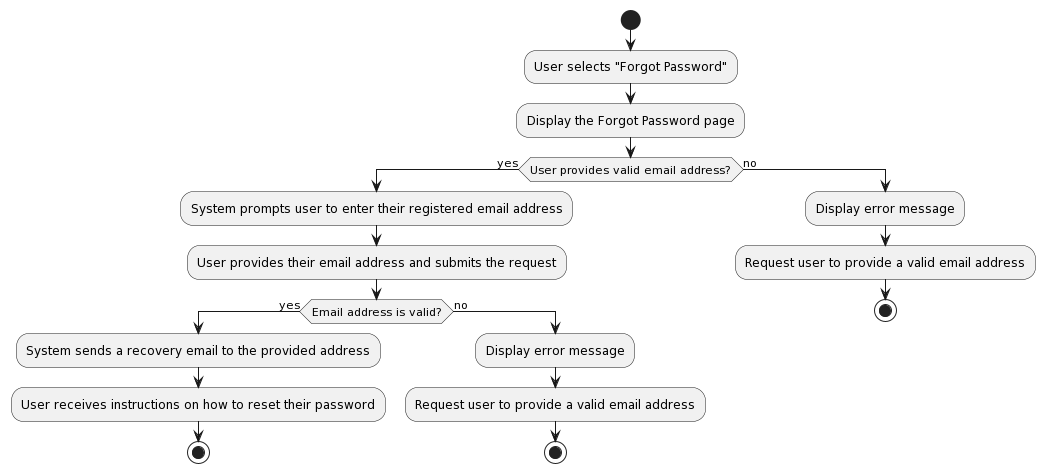 User selects "Forgot Password"
Display the Forgot Password page
yes
User provides valid email address?
no
System prompts user to enter their registered email address
Display error message
User provides their email address and submits the request
Request user to provide a valid email address
yes
Email address is valid?
no
System sends a recovery email to the provided address
Display error message
User receives instructions on how to reset their password
Request user to provide a valid email address